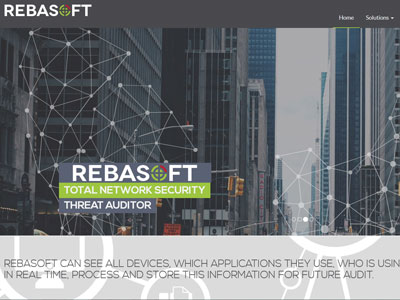 REBASOFT
Home Solutions
REBASOFT
TOTAL NETWORK SECURITY
THREAT AUDITOR
REBASOFT CAN SEE ALL DEVICES, WHICH APPLICATIONS THEY USE, WHO IS USIN
IN REAL TIME, PROCESS AND STORE THIS INFORMATION FOR FUTURE AUDIT.